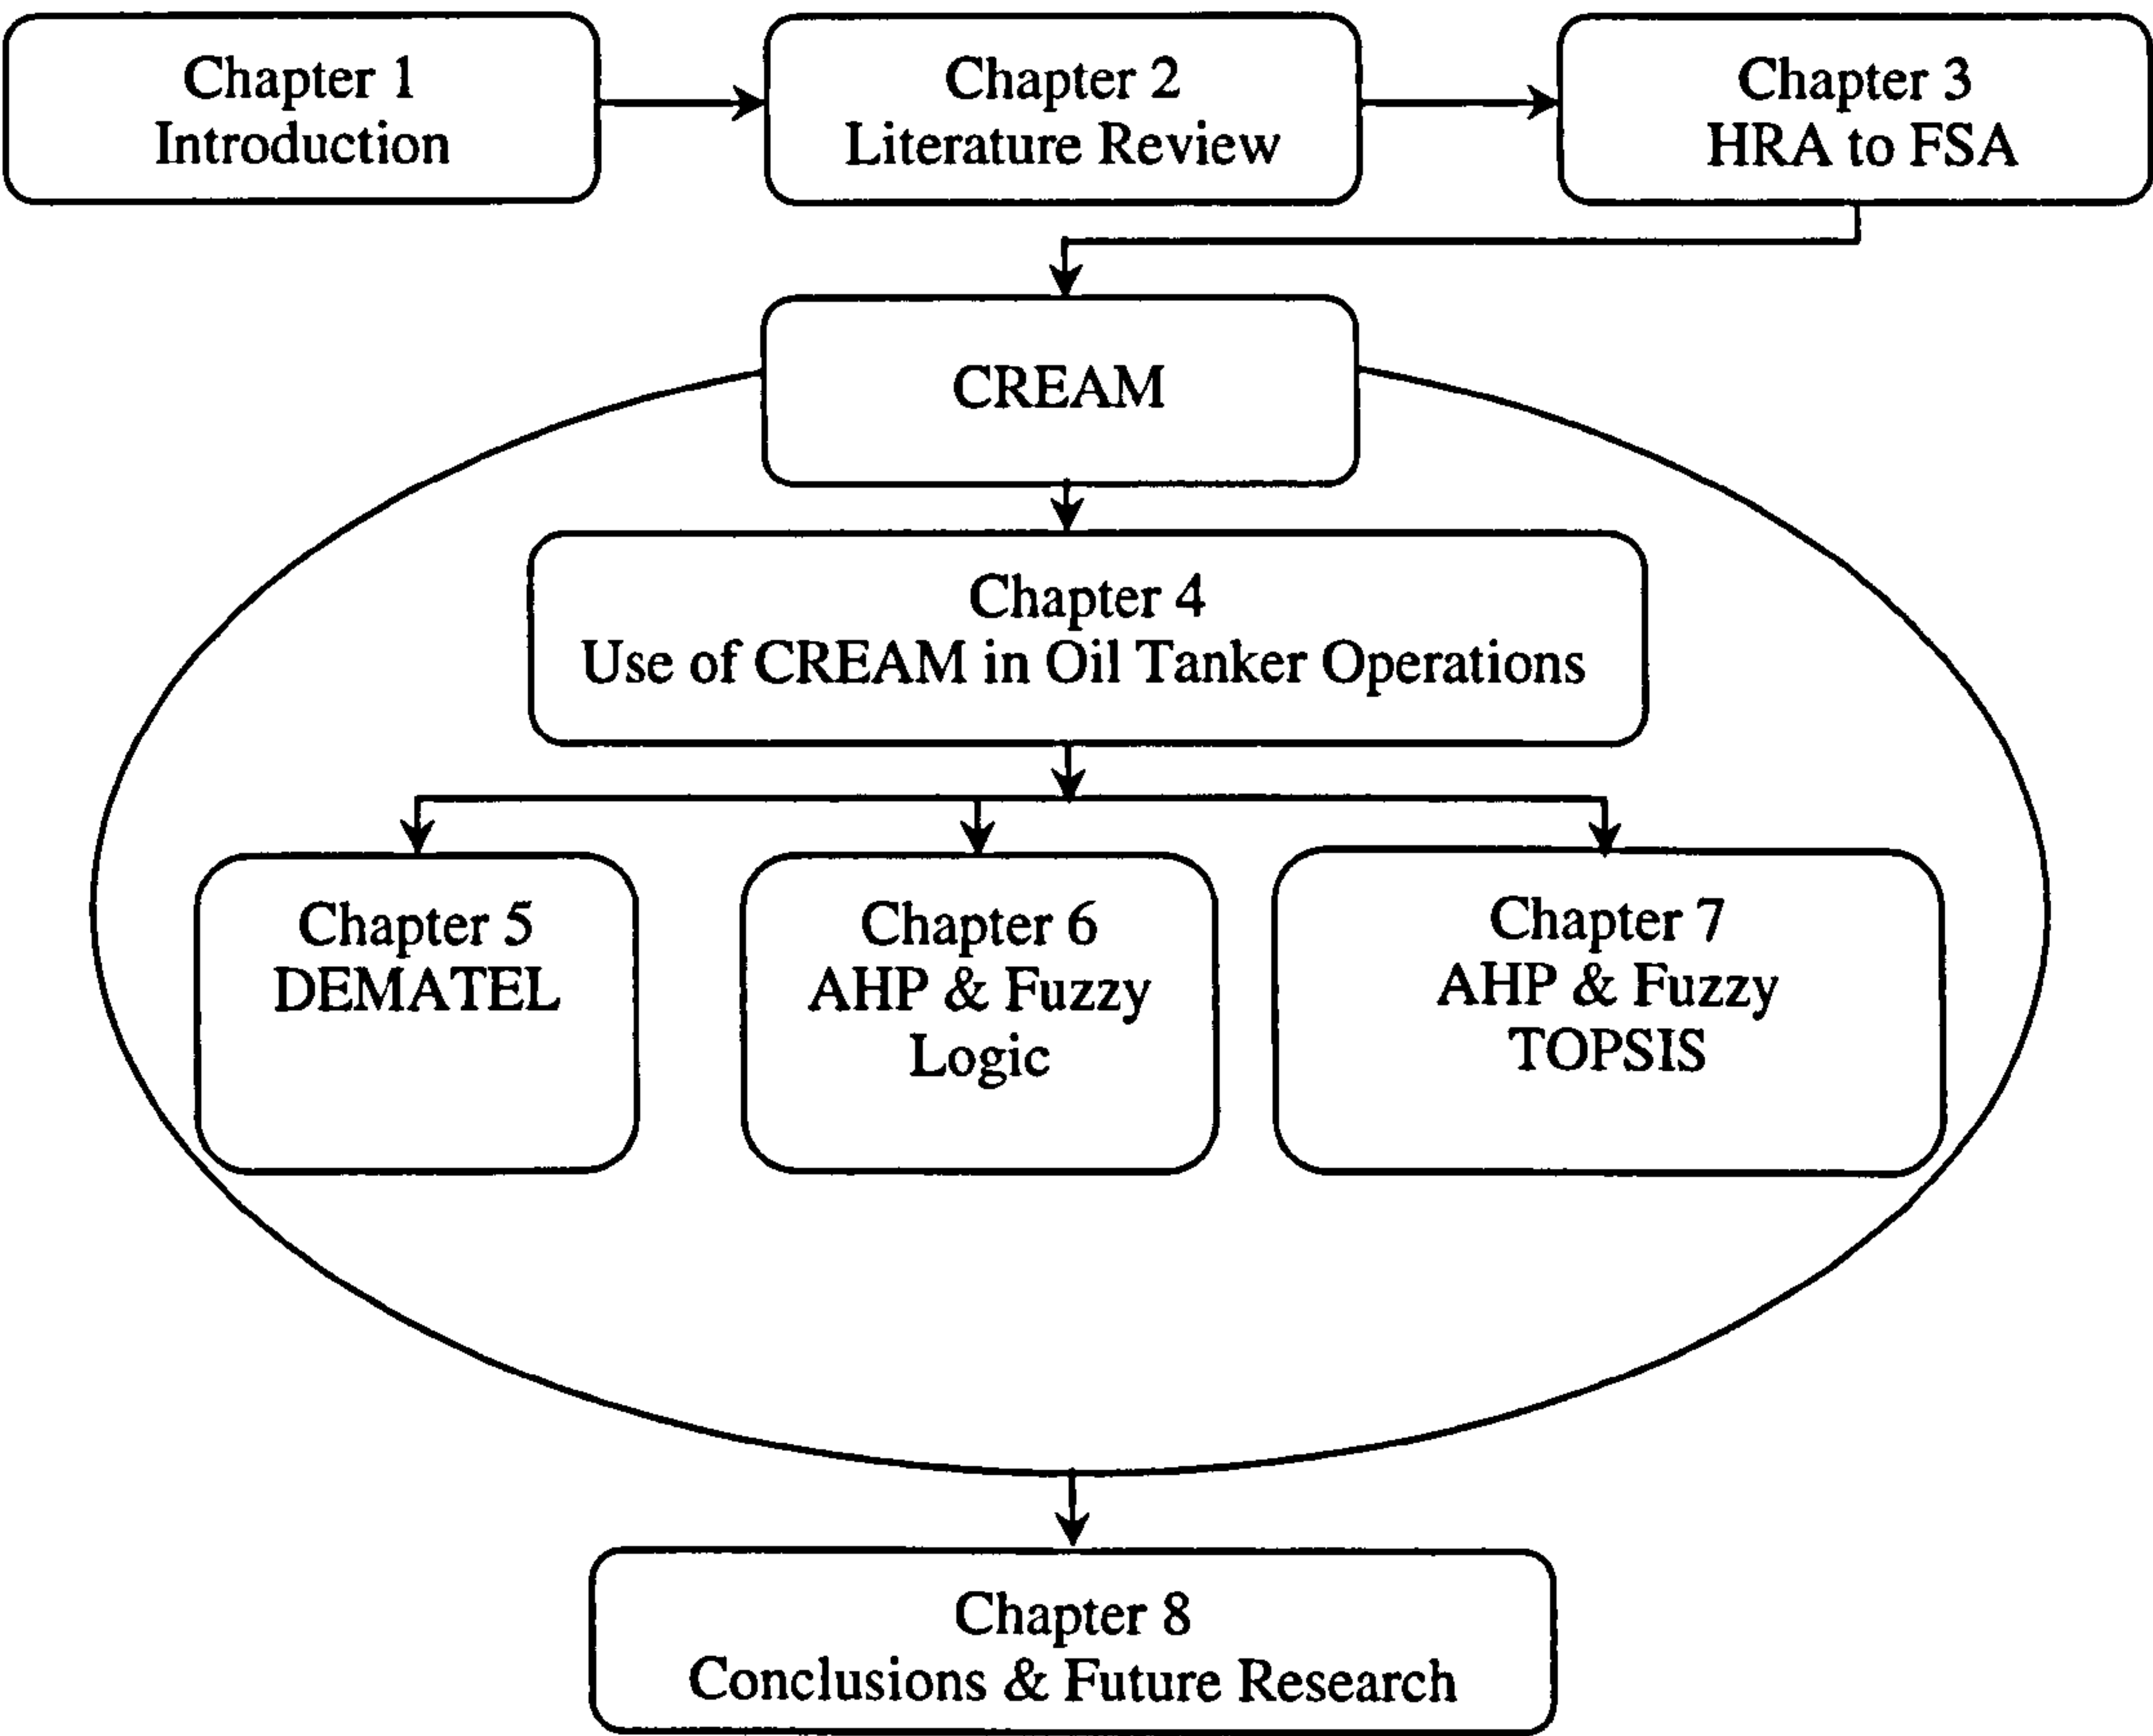 Chapter 1
Introduction
Chapter 2
Literature Review
Chapter 3
HRA to FSA
CREAM
Chapter 4
Use of CREAM in Oil Tanker Operations
Chapter 5
DEMATEL
Chapter 6
AHP & Fuzzy
Logic
Chapter 7
AHP & Fuzzy
TOPSIS
Chapter 8
Conclusions & Future Research